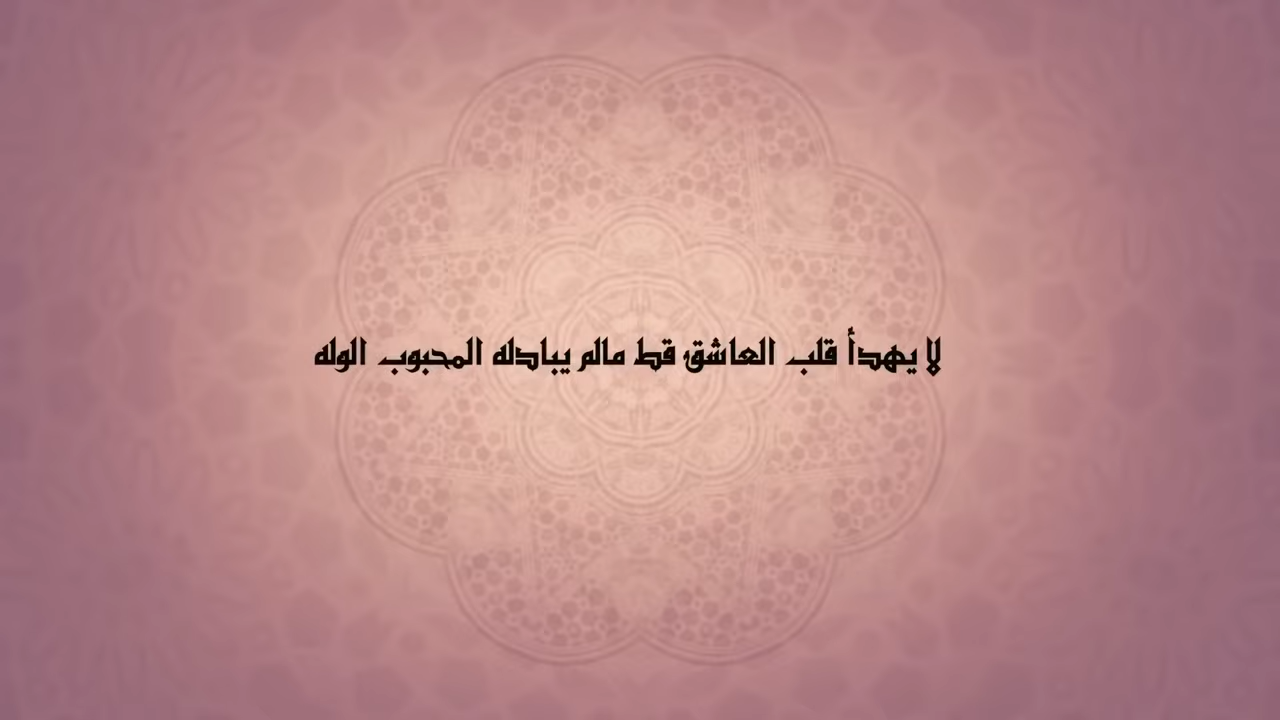 لا يهدأ قلب العاشق قط مالم يبادله المحبوب الوله